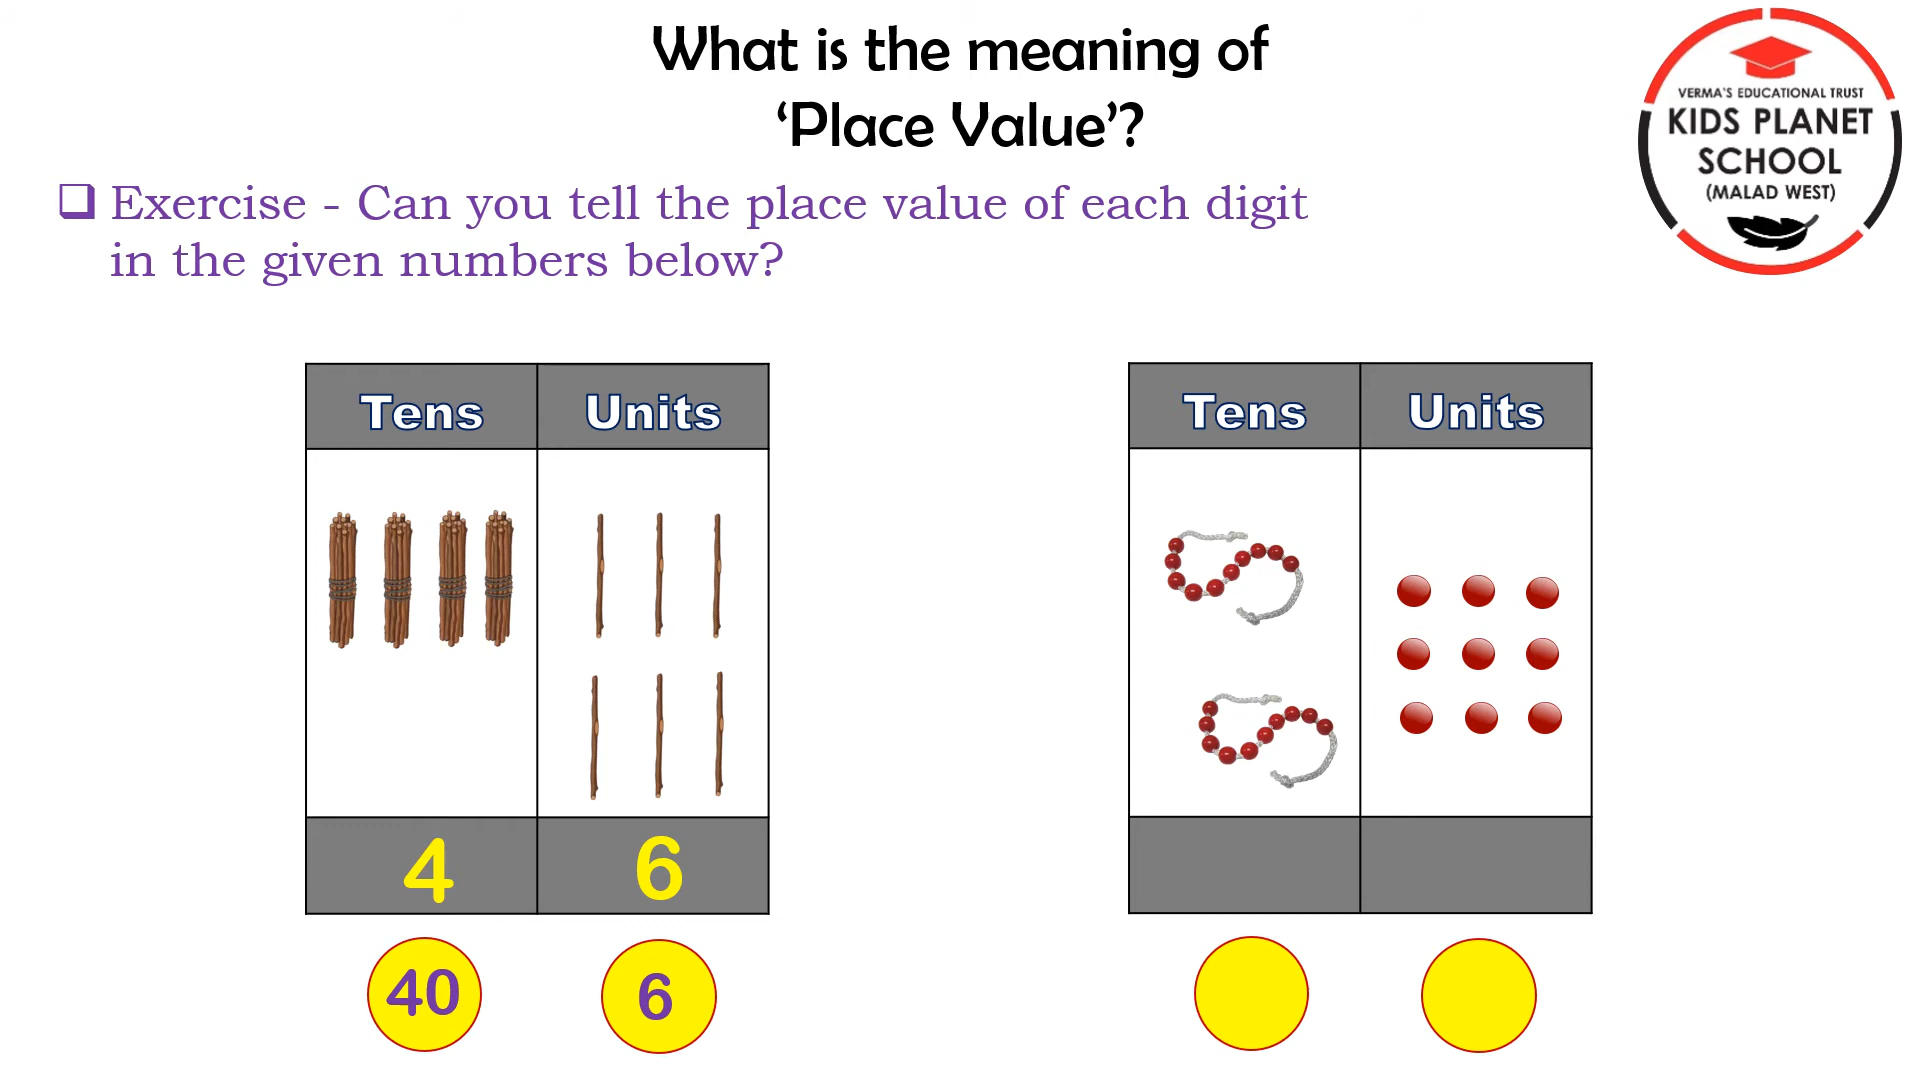 What is the meaning of
‘Place Value’?
VERMA'S EDUCATIONAL TRUST
KIDS PLANET
SCHOOL
(MALAD WEST)
❑ Exercise - Can you tell the place value of each digit
in the given numbers below?
Tens Units
4 6
40 6
Tens Units